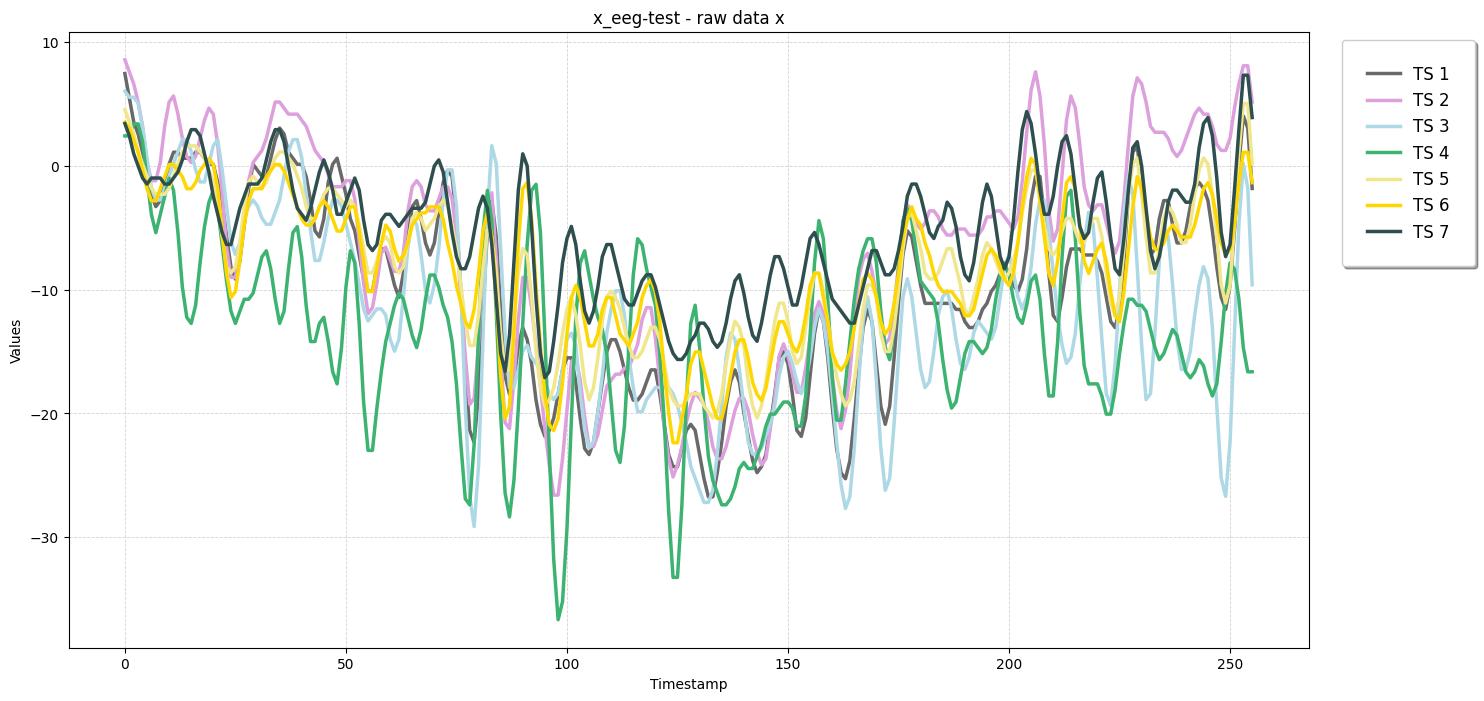 x_eeg-test - raw data x
10
0
−10
−20
−30
Values
0
50
100
150
200
250
Timestamp
TS 1
TS 2
TS 3
TS 4
TS 5
TS 6
TS 7